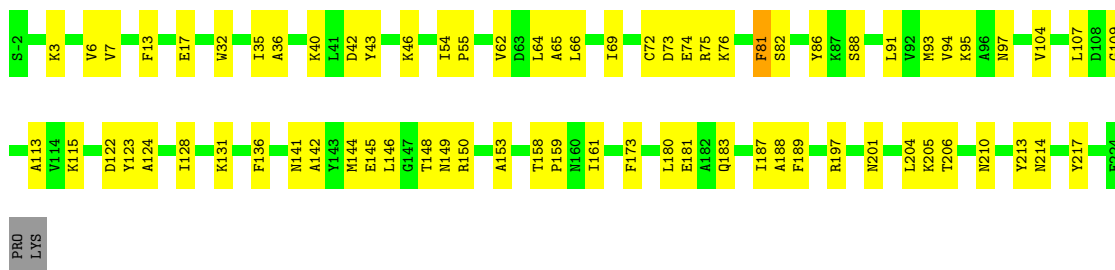 S-2 K3 V6 V7 F13 E17 W32 I35 A36 K40 L41 D42 Y43 K46 I54 P55 V62 D63 L64 A65 L66 I69 C72 D73 E74 R75 K76 F81 S82 Y86 K87 S88 L91 V92 M93 V94 K95 A96 N97 V104 L107 D108 G109
A113 V114 K115 D122 Y123 A124 I128 K131 F136 N141 A142 Y143 M144 E145 L146 G147 T148 N149 R150 A153 T158 P159 N160 I161 F173 L180 E181 A182 Q183 I187 A188 F189 R197 N201 L204 K205 T206 N210 Y213 N214 Y217
PRO LYS